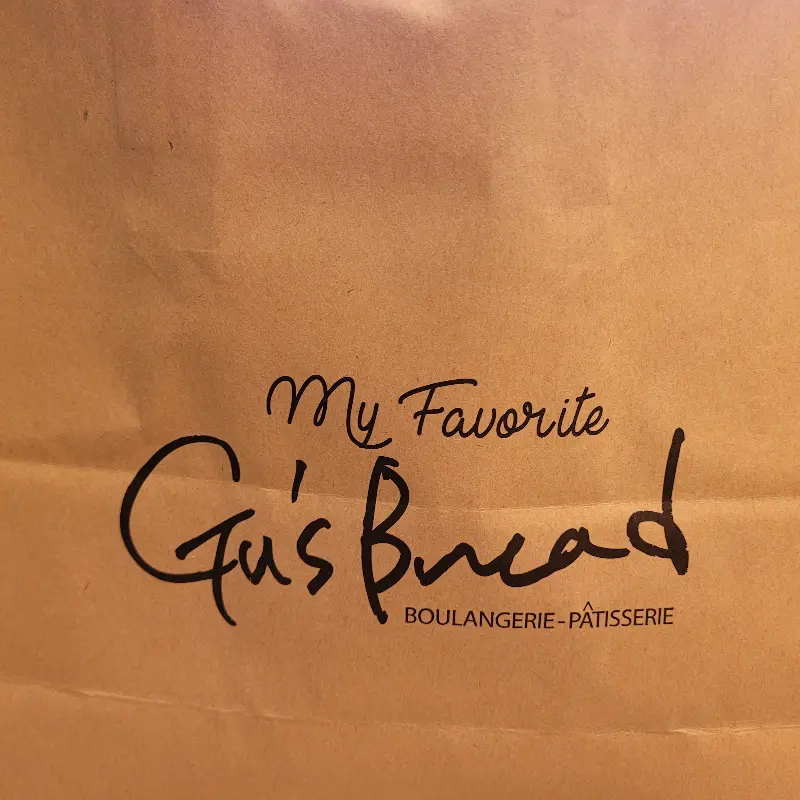 My Favorite
Gu's Bread
BOULANGERIE-PÂTISSERIE